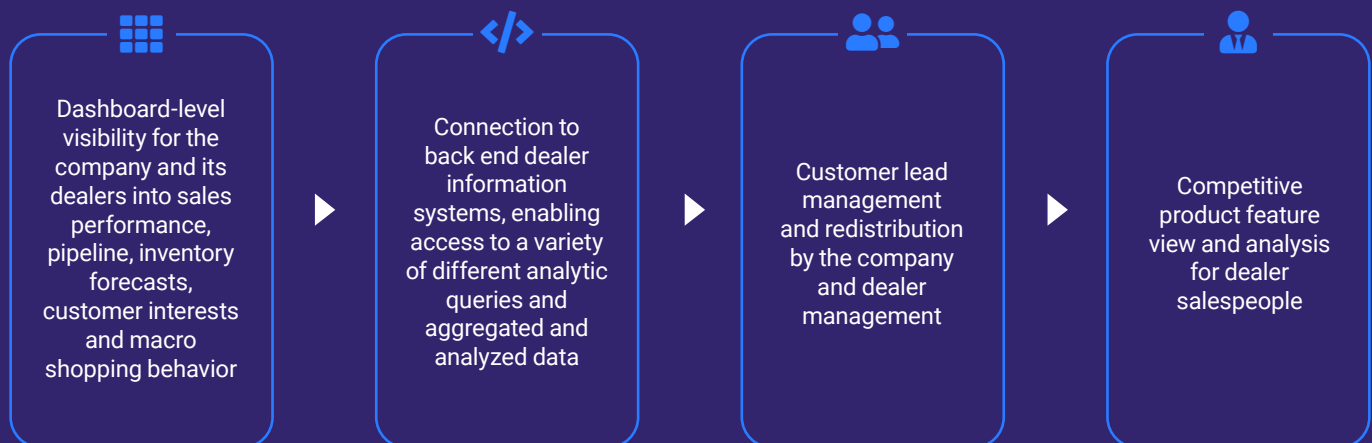 Dashboard-level
visibility for the
company and its
dealers into sales
performance,
pipeline, inventory
forecasts,
customer interests
and macro
shopping behavior
Connection to
back end dealer
information
systems, enabling
access to a variety
of different analytic
queries and
aggregated and
analyzed data
Customer lead
management
and redistribution
by the company
and dealer
management
Competitive
product feature
view and analysis
for dealer
salespeople